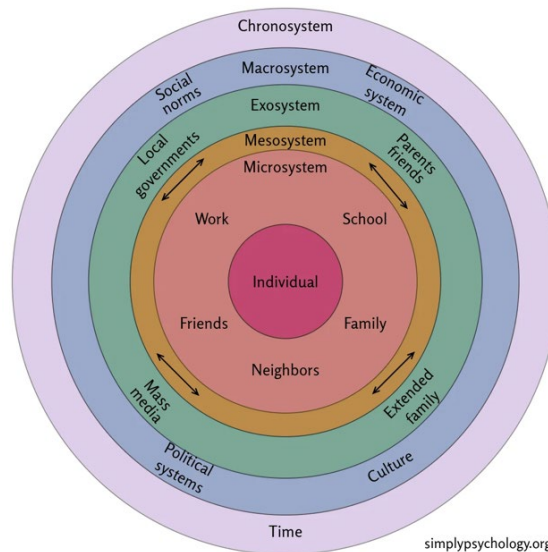 Chronosystem
Macrosystem
Social
norms
Economic
system
Exosystem
Local
governments
Parents
friends
Mesosystem
Microsystem
Work
School
Individual
Friends
Family
Neighbors
Mass
media
Extended
family
Political
systems
Culture
Time
simplypsychology.org